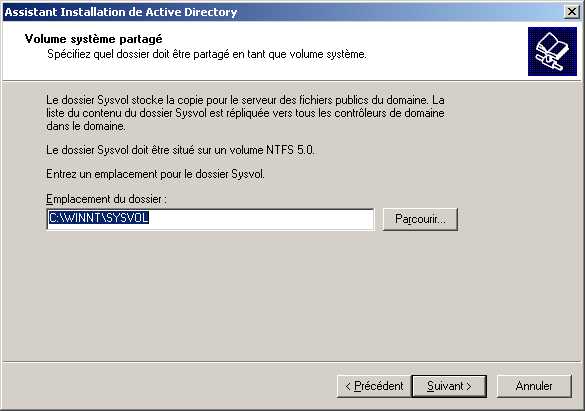 Assistant Installation de Active Directory
Volume système partagé
Spécifiez quel dossier doit être partagé en tant que volume système.
Le dossier Sysvol stocke la copie pour le serveur des fichiers publics du domaine. La
liste du contenu du dossier Sysvol est répliquée vers tous les contrôleurs de domaine
dans le domaine.
Le dossier Sysvol doit être situé sur un volume NTFS 5.0.
Entrez un emplacement pour le dossier Sysvol.
Emplacement du dossier :
C:\WINNT\SYSVOL
Parcourir...
< Précédent
Suivant >
Annuler